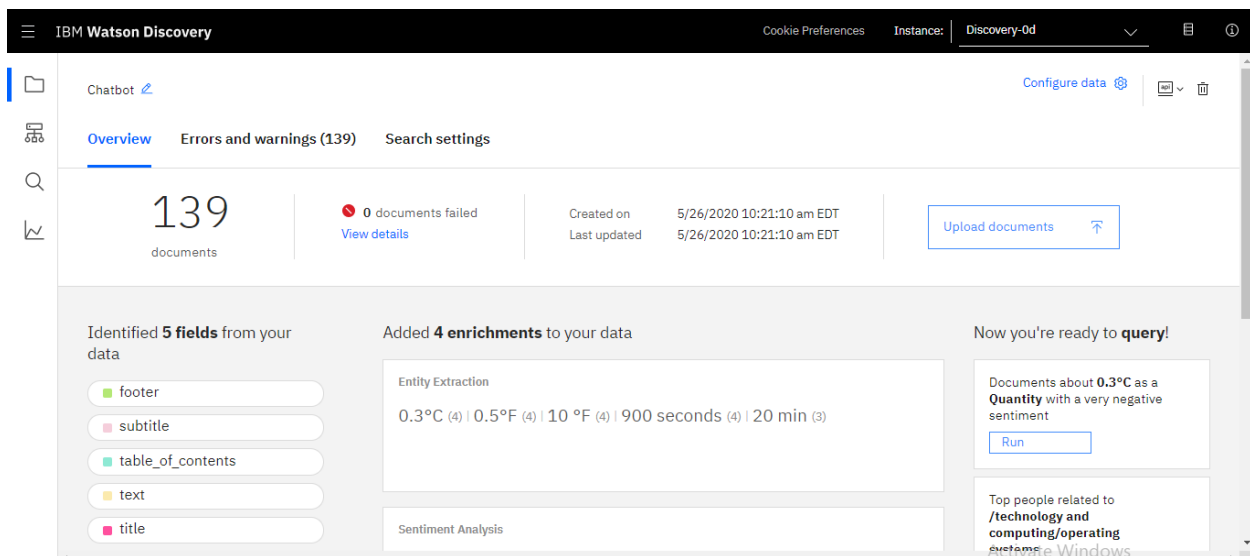 IBM Watson Discovery
Cookie Preferences
Instance:
Discovery-0d
Chatbot
Configure data
api
Overview
Errors and warnings (139)
Search settings
139
documents
0 documents failed
View details
Created on 5/26/2020 10:21:10 am EDT
Last updated 5/26/2020 10:21:10 am EDT
Upload documents
Identified 5 fields from your
data
footer
subtitle
table_of_contents
text
title
Added 4 enrichments to your data
Entity Extraction
0.3°C (4) | 0.5°F (4) | 10 °F (4) | 900 seconds (4) | 20 min (3)
Sentiment Analysis
Now you're ready to query!
Documents about 0.3°C as a
Quantity with a very negative
sentiment
Run
Top people related to
/technology and
computing/operating
systems
Activate Windows